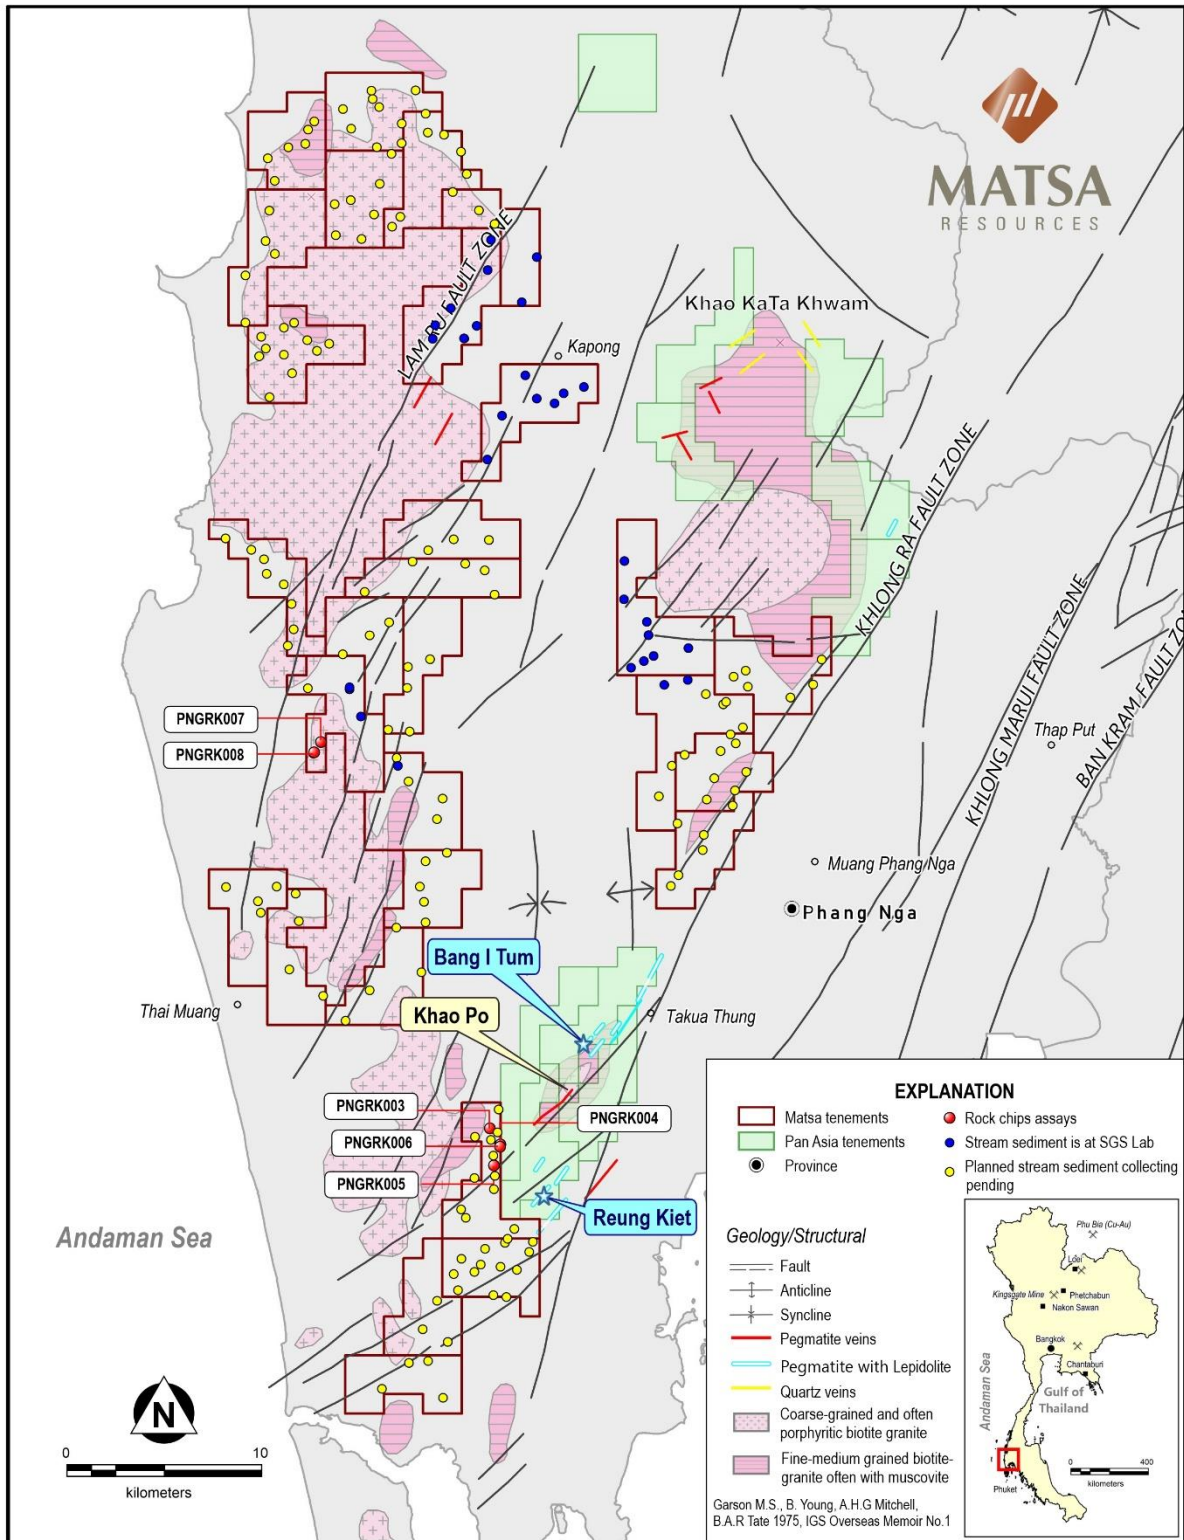 MATSA
RESOURCES
LAM RU FAULT ZONE
Khao KaTa Khwam
Kapong
KHLONG RA FAULT ZONE
KHLONG MARUI FAULT ZONE
BAN KRAM FAULT ZON
PNGRK007
PNGRK008
Thap Put
Muang Phang Nga
Phang Nga
Bang I Tum
Khao Po
Thai Muang
Takua Thung
PNGRK003
PNGRK004
PNGRK006
PNGRK005
Reung Kiet
Andaman Sea
N
0 10
kilometers
EXPLANATION
Matsa tenements
Pan Asia tenements
Province
Rock chips assays
Stream sediment is at SGS Lab
Planned stream sediment collecting
pending
Geology/Structural
Fault
Anticline
Syncline
Pegmatite veins
Pegmatite with Lepidolite
Quartz veins
Coarse-grained and often
porphyritic biotite granite
Fine-medium grained biotite-
granite often with muscovite
Garson M.S., B. Young, A.H.G Mitchell,
B.A.R Tate 1975, IGS Overseas Memoir No.1
Phu Bia (Cu-Au)
Loei
Kingsgate Mine
Phetchabun
Nakon Sawan
Bangkok
Chantaburi
Andaman Sea
Gulf of
Thailand
Phuket
0 400
kilometers